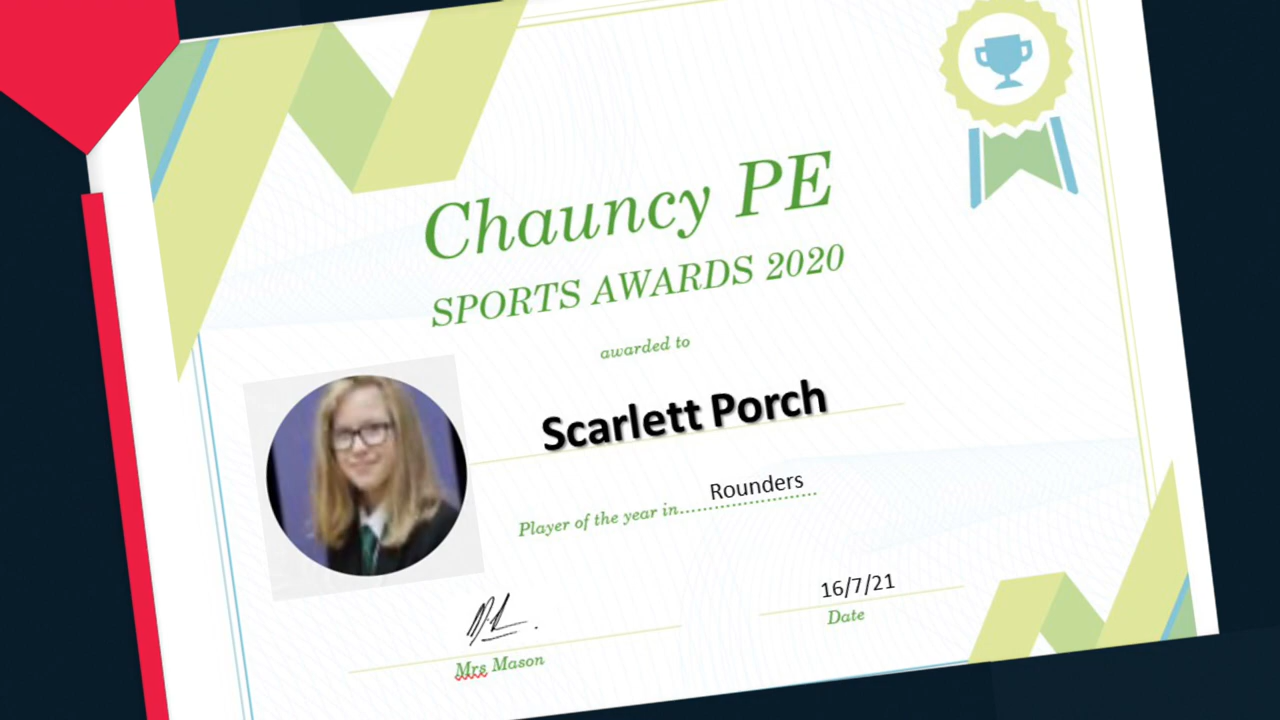 Chauncy PE
SPORTS AWARDS 2020
awarded to
Scarlett Porch
Player of the year in.......................
Rounders
16/7/21
Date
Mrs Mason